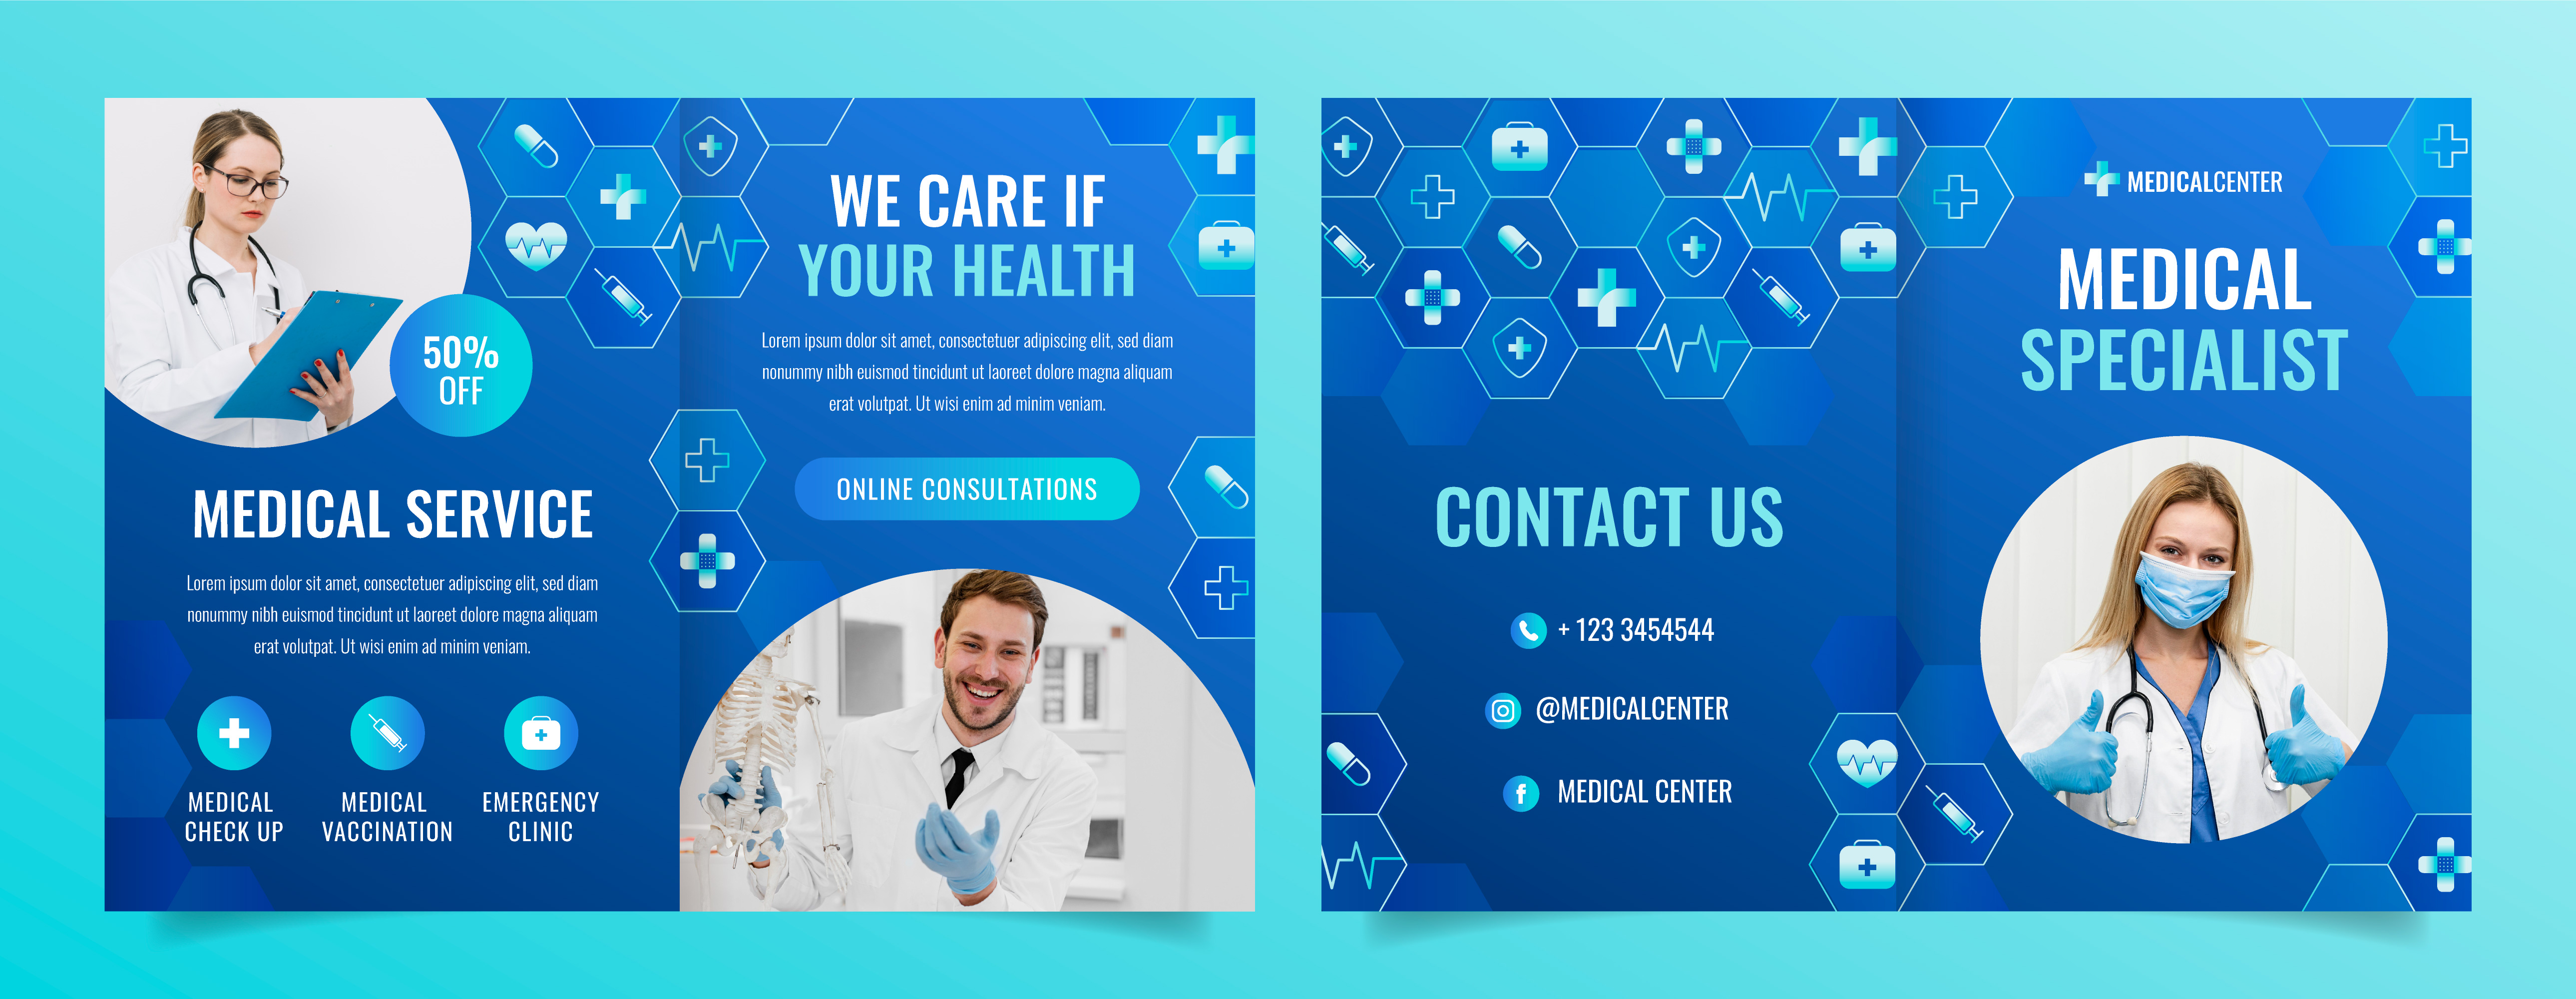 50%
OFF
MEDICAL SERVICE
Lorem ipsum dolor sit amet, consectetuer adipiscing elit, sed diam
nonummy nibh euismod tincidunt ut laoreet dolore magna aliquam
erat volutpat. Ut wisi enim ad minim veniam.
MEDICAL
CHECK UP
MEDICAL
VACCINATION
EMERGENCY
CLINIC
WE CARE IF
YOUR HEALTH
Lorem ipsum dolor sit amet, consectetuer adipiscing elit, sed diam
nonummy nibh euismod tincidunt ut laoreet dolore magna aliquam
erat volutpat. Ut wisi enim ad minim veniam.
ONLINE CONSULTATIONS
CONTACT US
+ 123 3454544
@MEDICALCENTER
MEDICAL CENTER
MEDICALCENTER
MEDICAL
SPECIALIST